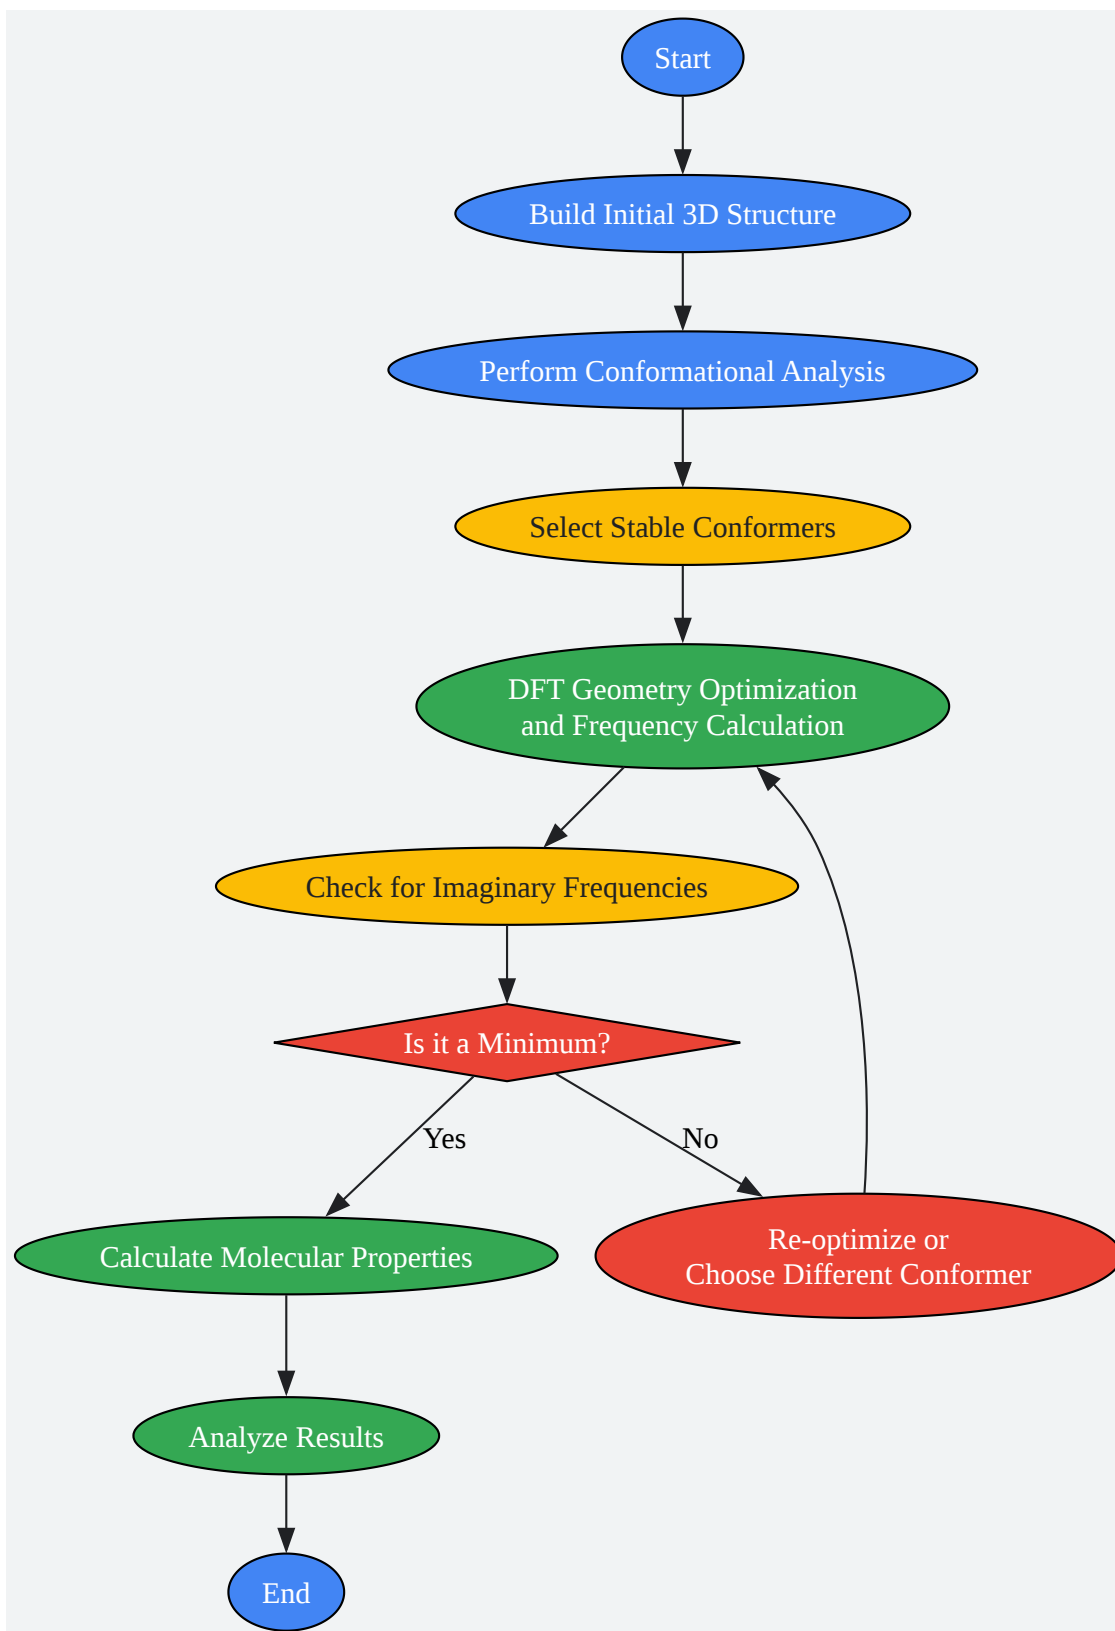 Start
Build Initial 3D Structure
Perform Conformational Analysis
Select Stable Conformers
DFT Geometry Optimization
and Frequency Calculation
Check for Imaginary Frequencies
Is it a Minimum?
Yes
No
Calculate Molecular Properties
Re-optimize or
Choose Different Conformer
Analyze Results
End